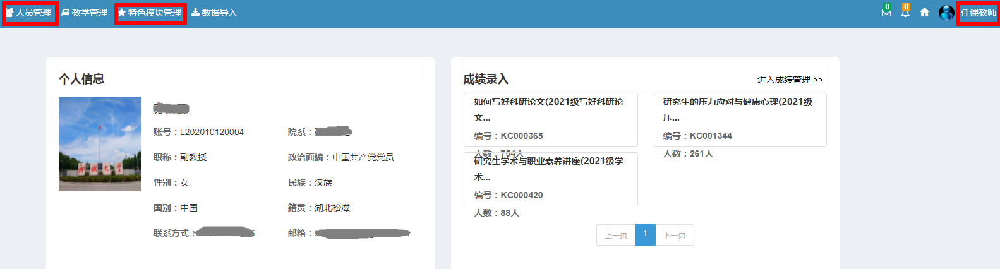 人员管理 教学管理 特色模块管理 数据导入 0 0 任课教师
个人信息
账号：L202010120004 院系：
职称：副教授 政治面貌：中国共产党党员
性别：女 民族：汉族
国别：中国 籍贯：湖北松滋
联系方式： 邮箱：
成绩录入 进入成绩管理 >>
如何写好科研论文(2021级写好科研论
文...
编号：KC000365
人数：754人
研究生的压力应对与健康心理(2021级
压...
编号：KC001344
人数：261人
研究生学术与职业素养讲座(2021级学
术...
编号：KC000420
人数：88人
上一页 1 下一页